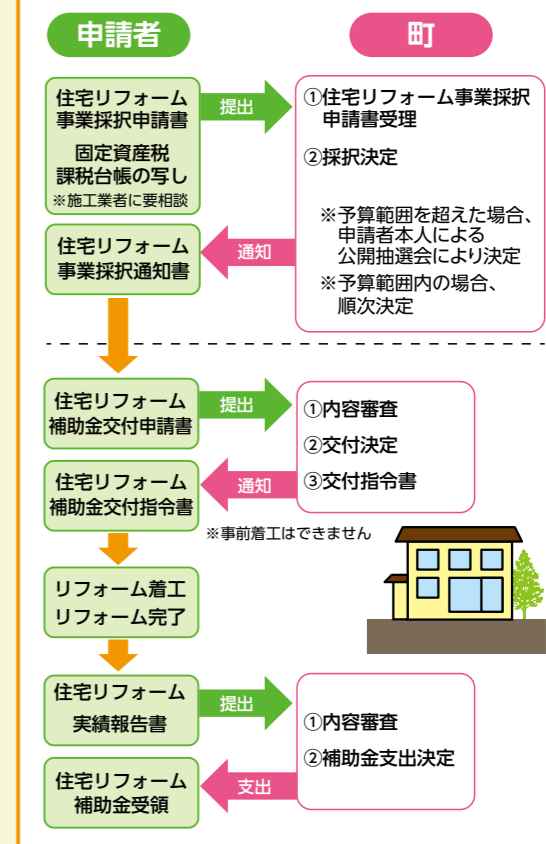 申請者
町
住宅リフォーム
事業採択申請書
固定資産税
課税台帳の写し
※施工業者に要相談
提出
①住宅リフォーム事業採択
申請書受理
②採択決定
※予算範囲を超えた場合、
申請者本人による
公開抽選会により決定
※予算範囲内の場合、
順次決定
通知
住宅リフォーム
事業採択通知書
住宅リフォーム
補助金交付申請書
提出
①内容審査
②交付決定
③交付指令書
通知
住宅リフォーム
補助金交付指令書
※事前着工はできません
リフォーム着工
リフォーム完了
住宅リフォーム
実績報告書
提出
①内容審査
②補助金支出決定
支出
住宅リフォーム
補助金受領